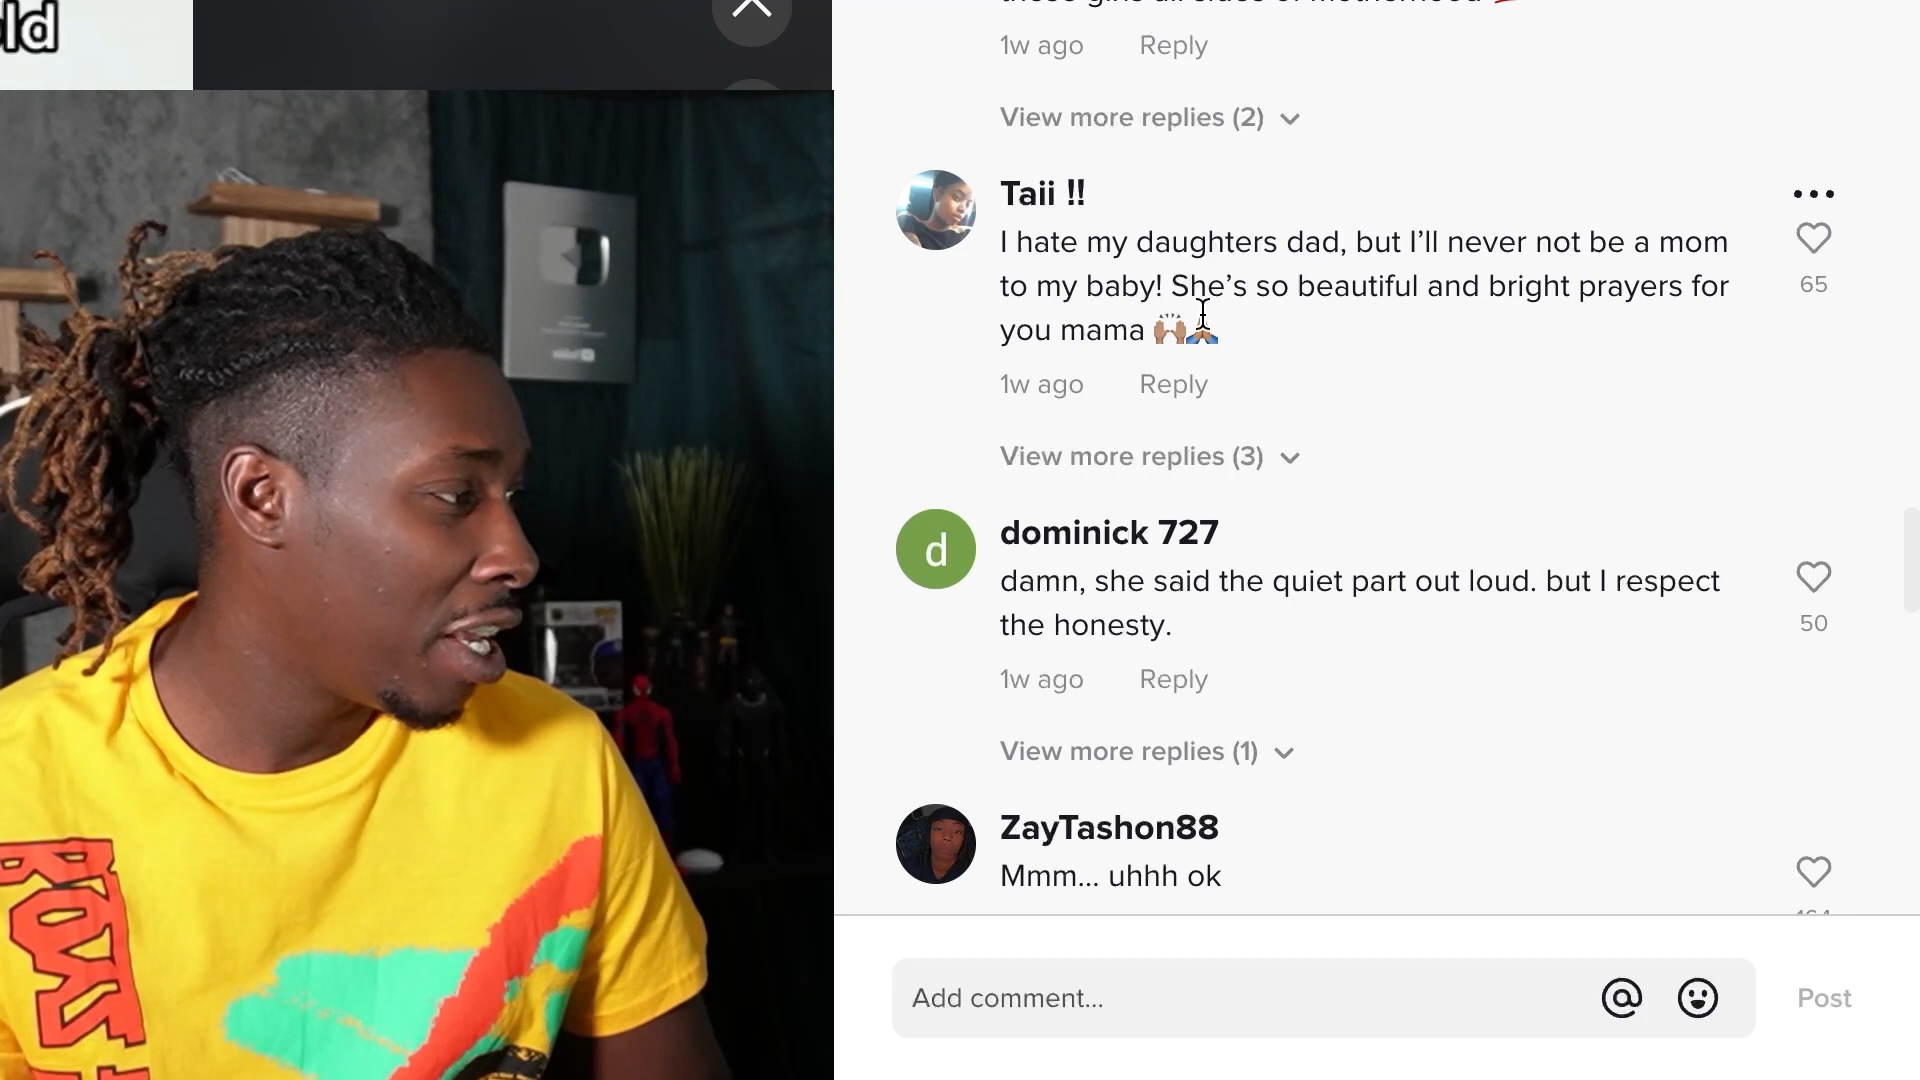 ld
1w ago Reply
View more replies (2)
Taii !!
I hate my daughters dad, but I’ll never not be a mom
to my baby! She’s so beautiful and bright prayers for
you mama 🙌🏽🙏🏽
65
1w ago Reply
View more replies (3)
dominick 727
d
damn, she said the quiet part out loud. but I respect
the honesty.
50
1w ago Reply
View more replies (1)
ZayTashon88
Mmm... uhhh ok
Add comment...
Post